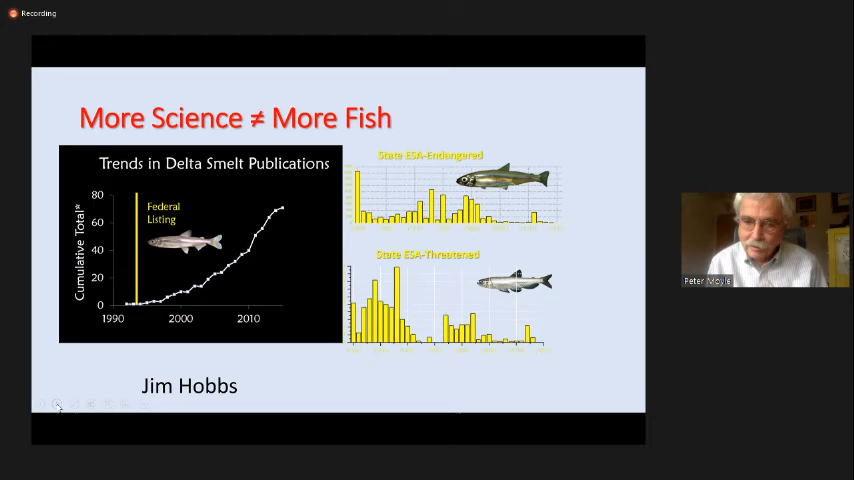 Recording
More Science ≠ More Fish
Trends in Delta Smelt Publications
80
60
40
20
0
Cumulative Total*
Federal
Listing
1990
2000
2010
State ESA-Endangered
State ESA-Threatened
Jim Hobbs
Peter Moyle